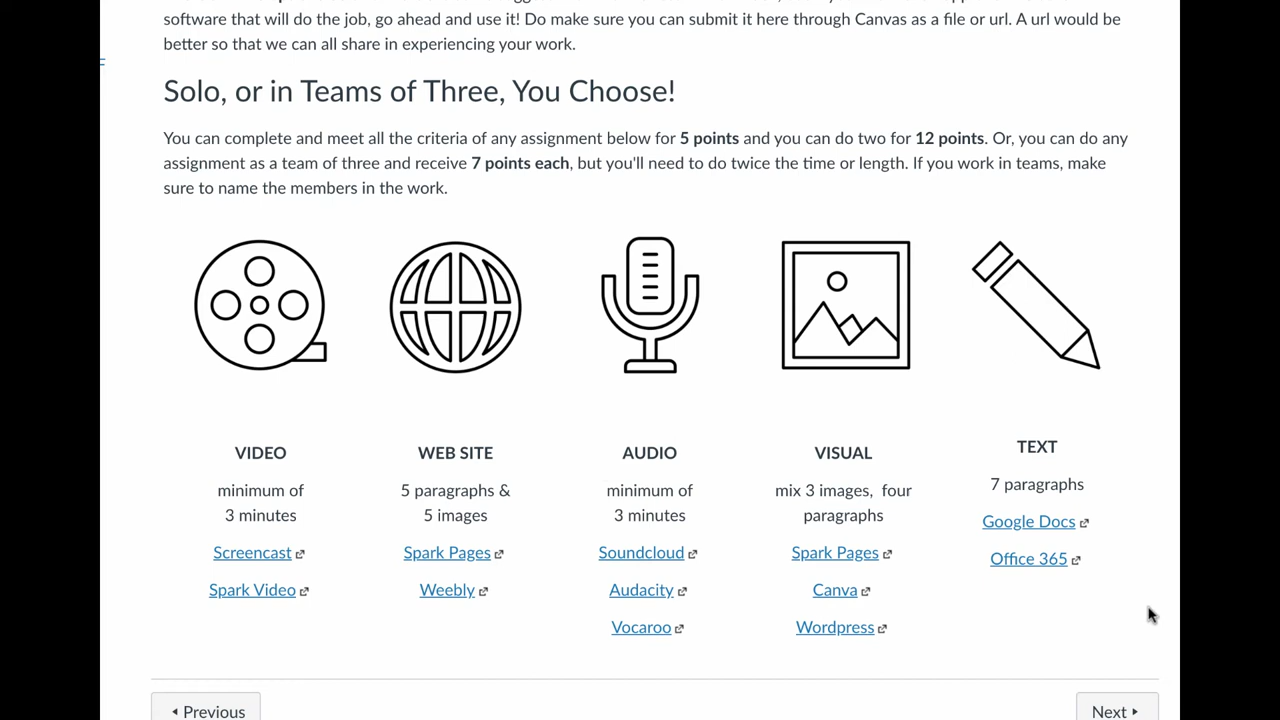 software that will do the job, go ahead and use it! Do make sure you can submit it here through Canvas as a file or url. A url would be
better so that we can all share in experiencing your work.
Solo, or in Teams of Three, You Choose!
You can complete and meet all the criteria of any assignment below for 5 points and you can do two for 12 points. Or, you can do any
assignment as a team of three and receive 7 points each, but you'll need to do twice the time or length. If you work in teams, make
sure to name the members in the work.
VIDEO
minimum of
3 minutes
Screencast
Spark Video
WEB SITE
5 paragraphs &
5 images
Spark Pages
Weebly
AUDIO
minimum of
3 minutes
Soundcloud
Audacity
Vocaroo
VISUAL
mix 3 images, four
paragraphs
Spark Pages
Canva
Wordpress
TEXT
7 paragraphs
Google Docs
Office 365
Previous
Next